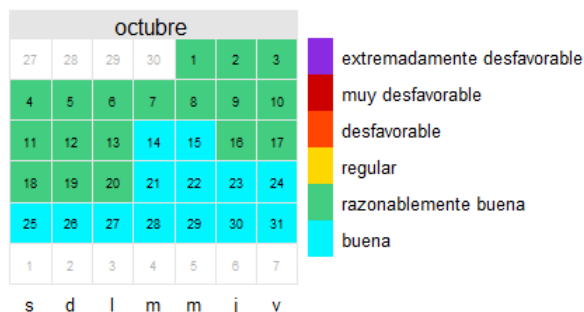 octubre
27 28 29 30 1 2 3
4 5 6 7 8 9 10
11 12 13 14 15 16 17
18 19 20 21 22 23 24
25 26 27 28 29 30 31
1 2 3 4 5 6 7
s d l m m j v
extremadamente desfavorable
muy desfavorable
desfavorable
regular
razonablemente buena
buena